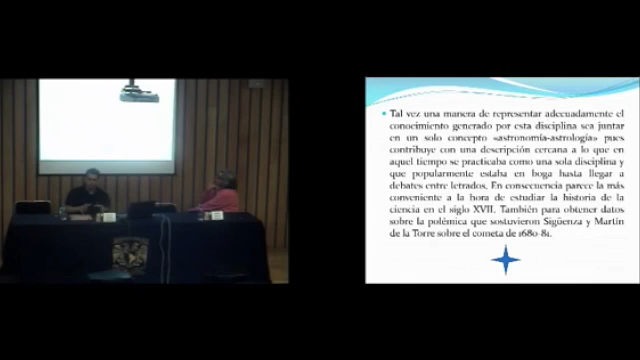 Tal vez una manera de representar adecuadamente el
conocimiento generado por esta disciplina sea juntar
en un solo concepto «astronomía-astrología» pues
contribuye con una descripción cercana a lo que en
aquel tiempo se practicaba como una sola disciplina y
que popularmente estaba en boga hasta llegar a
debates entre letrados. En consecuencia parece la más
conveniente a la hora de estudiar la historia de la
ciencia en el siglo XVII. También para obtener datos
sobre la polémica que sostuvieron Sigüenza y Martín
de la Torre sobre el cometa de 1680-81.